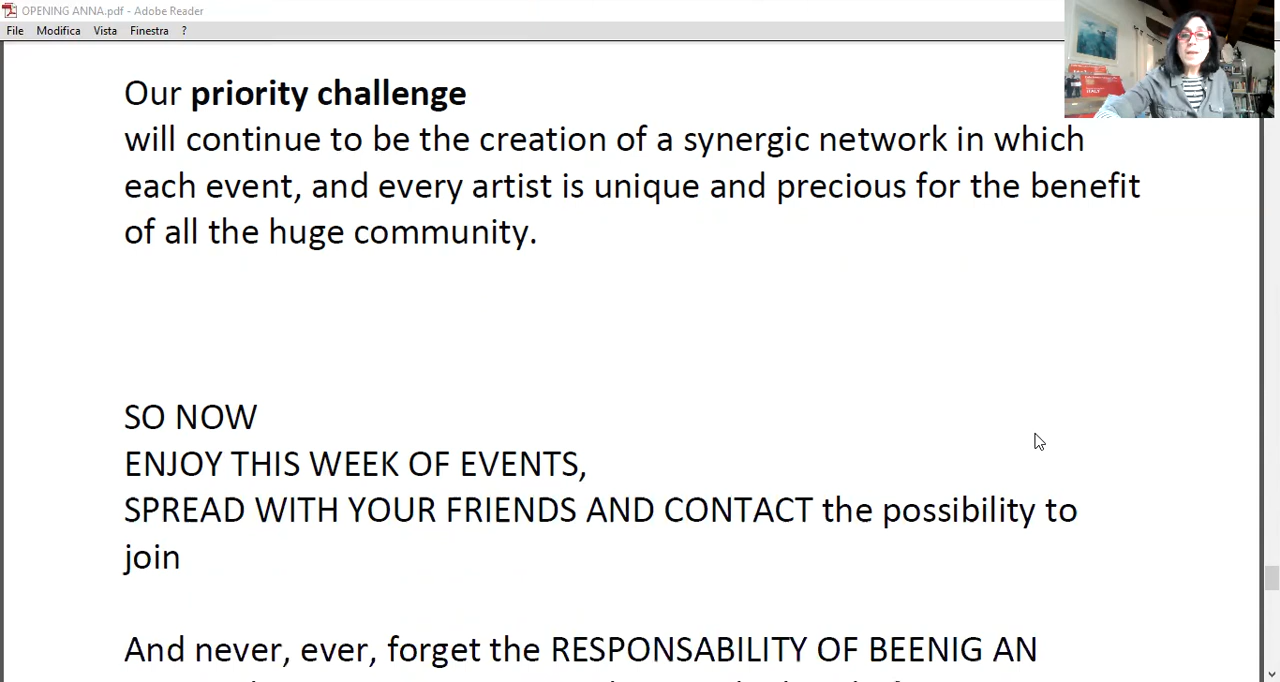 OPENING ANNA.pdf - Adobe Reader
File Modifica Vista Finestra ?
Our priority challenge
will continue to be the creation of a synergic network in which
each event, and every artist is unique and precious for the benefit
of all the huge community.
SO NOW
ENJOY THIS WEEK OF EVENTS,
SPREAD WITH YOUR FRIENDS AND CONTACT the possibility to
join
And never, ever, forget the RESPONSABILITY OF BEENIG AN
ITALY